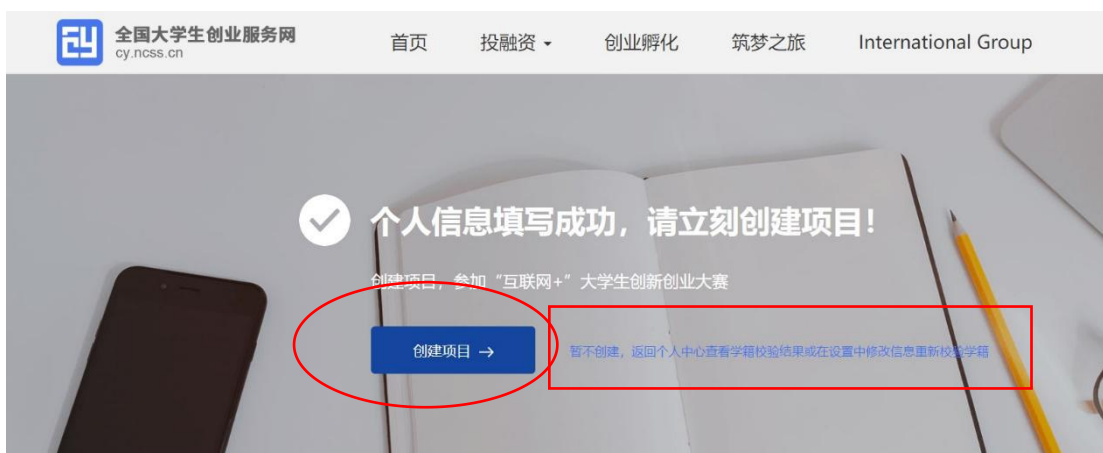 全国大学生创业服务网
cy.ncss.cn
首页 投融资 创业孵化 筑梦之旅 International Group
个人信息填写成功，请立刻创建项目！
创建项目，参加“互联网+”大学生创新创业大赛
创建项目 →
暂不创建，返回个人中心查看学籍校验结果或在设置中修改信息重新校验学籍